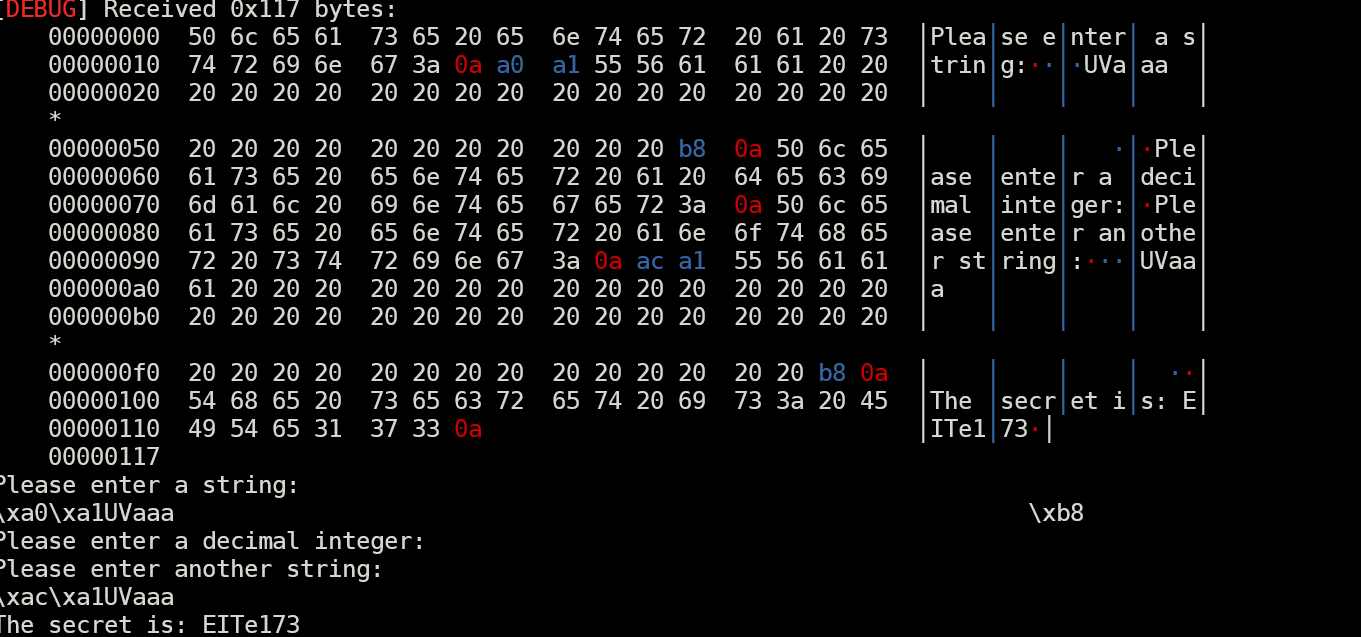 [DEBUG] Received 0x117 bytes:
00000000  50 6c 65 61  73 65 20 65  6e 74 65 72  20 61 20 73  │Plea│se e│nter│ a s│
00000010  74 72 69 6e  67 3a 0a a0  a1 55 56 61  61 61 20 20  │trin│g:··│·UVa│aa  │
00000020  20 20 20 20  20 20 20 20  20 20 20 20  20 20 20 20  │    │    │    │    │
*
00000050  20 20 20 20  20 20 20 20  20 20 20 b8  0a 50 6c 65  │    │    │   ·│·Ple│
00000060  61 73 65 20  65 6e 74 65  72 20 61 20  64 65 63 69  │ase │ente│r a │deci│
00000070  6d 61 6c 20  69 6e 74 65  67 65 72 3a  0a 50 6c 65  │mal │inte│ger:│·Ple│
00000080  61 73 65 20  65 6e 74 65  72 20 61 6e  6f 74 68 65  │ase │ente│r an│othe│
00000090  72 20 73 74  72 69 6e 67  3a 0a ac a1  55 56 61 61  │r st│ring│:···│UVaa│
000000a0  61 20 20 20  20 20 20 20  20 20 20 20  20 20 20 20  │a   │    │    │    │
000000b0  20 20 20 20  20 20 20 20  20 20 20 20  20 20 20 20  │    │    │    │    │
*
000000f0  20 20 20 20  20 20 20 20  20 20 20 20  20 20 b8 0a  │    │    │    │  ··│
00000100  54 68 65 20  73 65 63 72  65 74 20 69  73 3a 20 45  │The │secr│et i│s: E│
00000110  49 54 65 31  37 33 0a                               │ITe1│73·│
00000117
Please enter a string:
\xa0\xa1UVaaa                                                             \xb8
Please enter a decimal integer:
Please enter another string:
\xac\xa1UVaaa
The secret is: EITe173